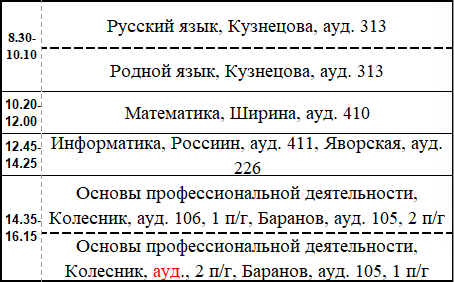 8.30-
10.10
Русский язык, Кузнецова, ауд. 313
Родной язык, Кузнецова, ауд. 313
10.20-
12.00
Математика, Ширина, ауд. 410
12.45-
14.25
Информатика, Россиин, ауд. 411, Яворская, ауд.
226
14.35-
16.15
Основы профессиональной деятельности,
Колесник, ауд. 106, 1 п/г, Баранов, ауд. 105, 2 п/г
Основы профессиональной деятельности,
Колесник, ауд., 2 п/г, Баранов, ауд. 105, 1 п/г